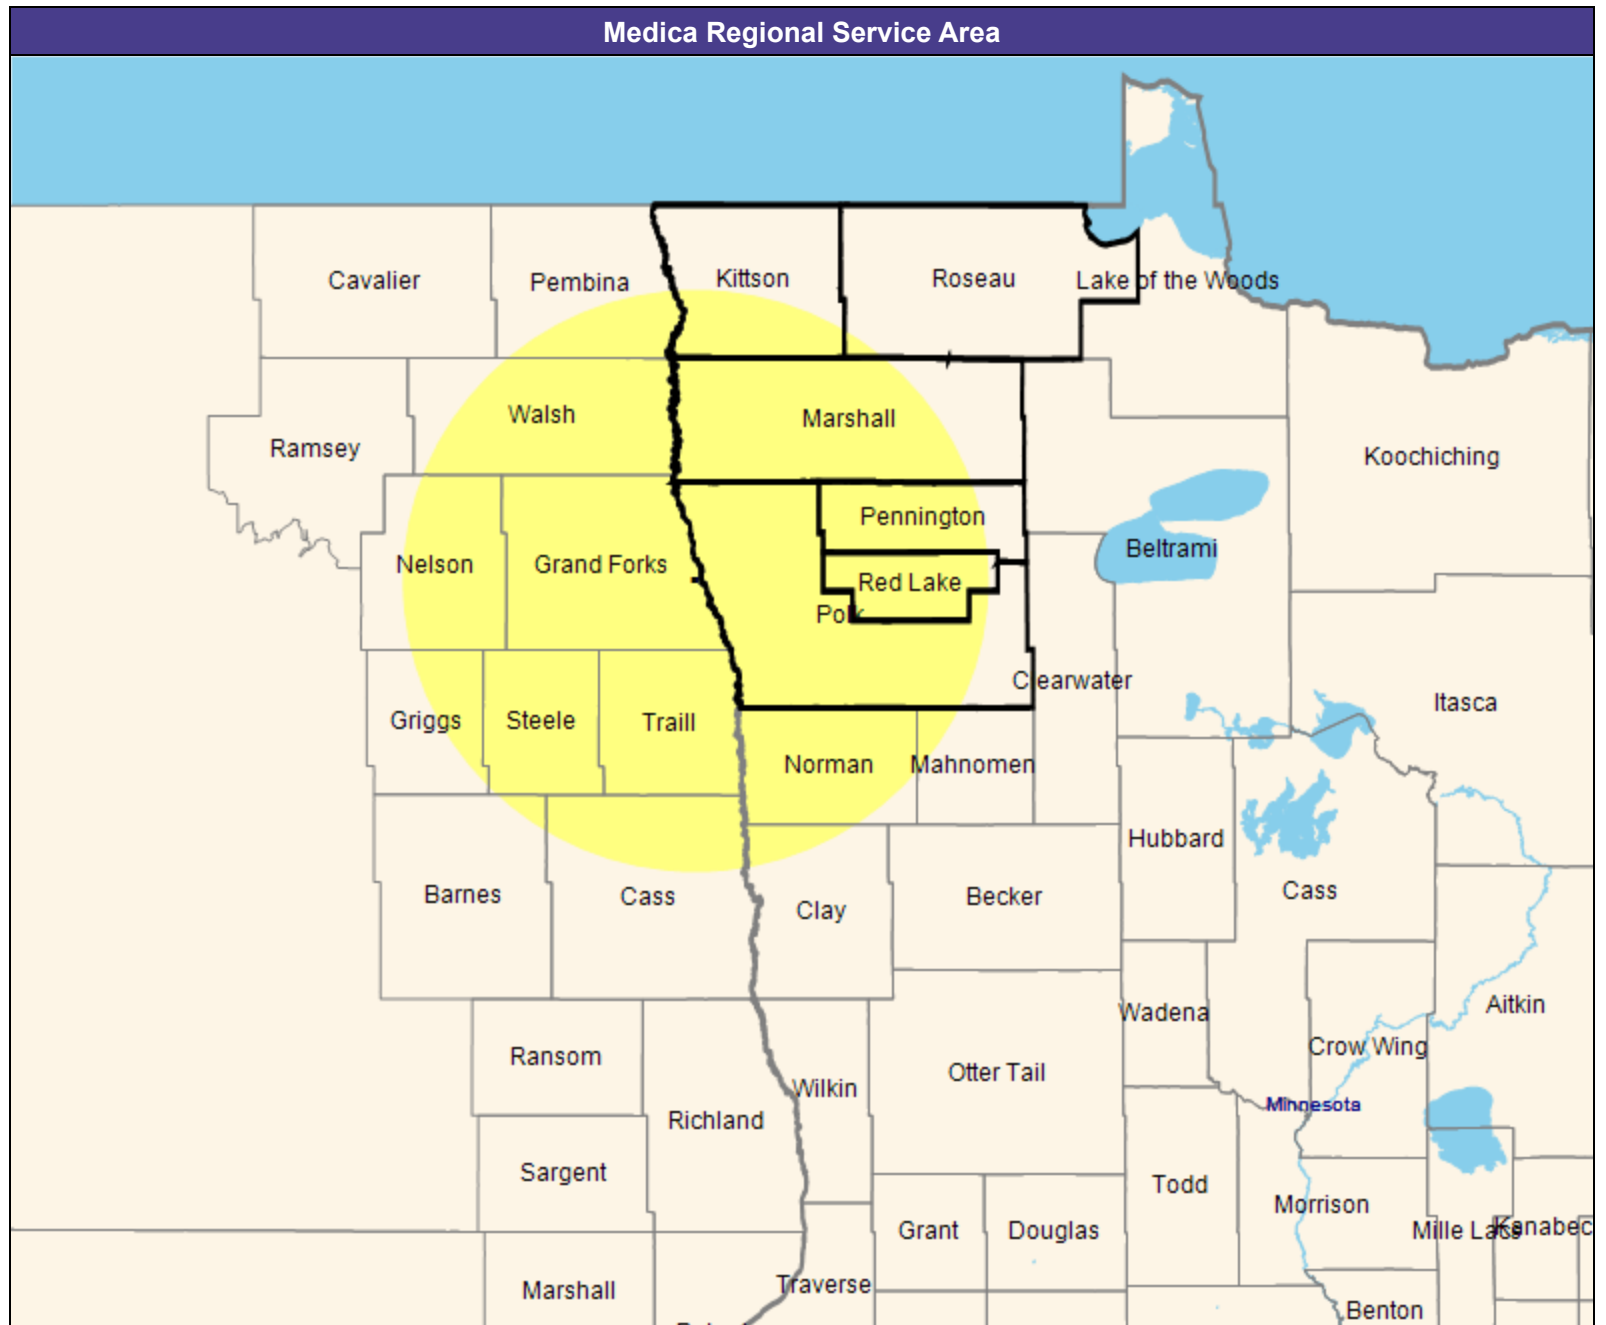 Medica Regional Service Area
Cavalier
Pembina
Kittson
Roseau
Lake of the Woods
Walsh
Marshall
Ramsey
Koochiching
Pennington
Beltrami
Nelson
Grand Forks
Red Lake
Polk
Clearwater
Itasca
Griggs
Steele
Traill
Norman
Mahnomen
Hubbard
Barnes
Cass
Clay
Becker
Cass
Aitkin
Wadena
Crow Wing
Ransom
Otter Tail
Wilkin
Minnesota
Richland
Sargent
Todd
Morrison
Grant
Douglas
Mille Lacs
Kanabec
Marshall
Traverse
Benton